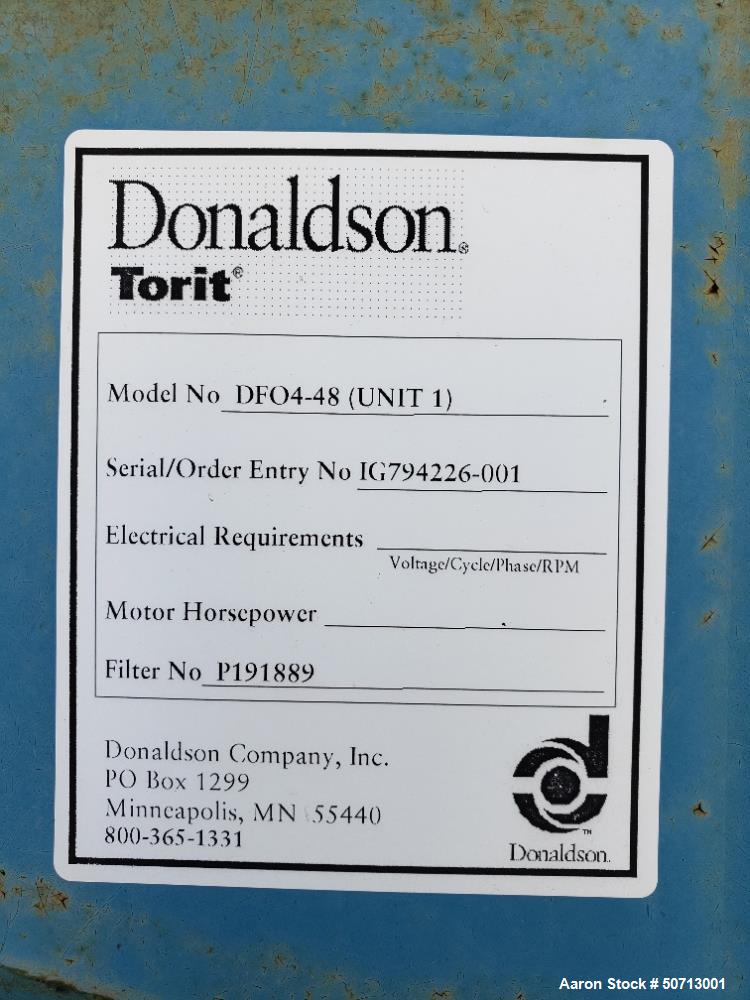 Donaldson®
Torit®
Model No DFO4-48 (UNIT 1)
Serial/Order Entry No IG794226-001
Electrical Requirements
Voltage/Cycle/Phase/RPM
Motor Horsepower
Filter No P191889
Donaldson Company, Inc.
PO Box 1299
Minneapolis, MN 55440
800-365-1331
™
Donaldson.
Aaron Stock # 50713001